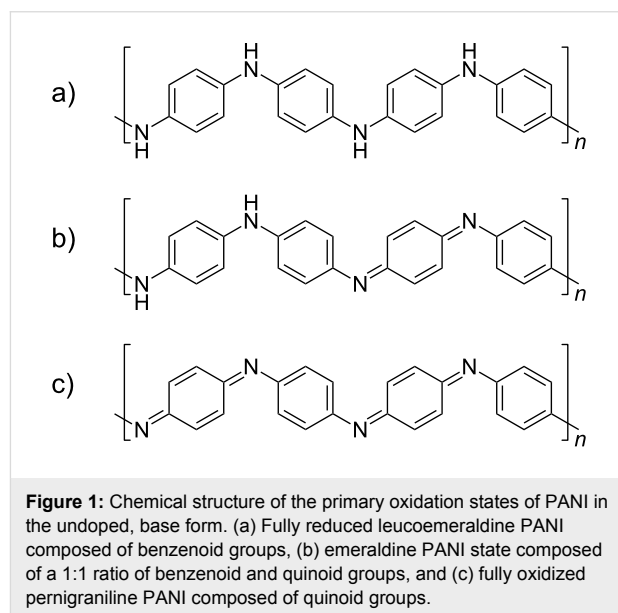 H
N
H
N
a)
N
H
N
H
n
H
N
N
b)
N
H
N
n
N
N
c)
N
N
n
Figure 1: Chemical structure of the primary oxidation states of PANI in
the undoped, base form. (a) Fully reduced leucoemeraldine PANI
composed of benzenoid groups, (b) emeraldine PANI state composed
of a 1:1 ratio of benzenoid and quinoid groups, and (c) fully oxidized
pernigraniline PANI composed of quinoid groups.